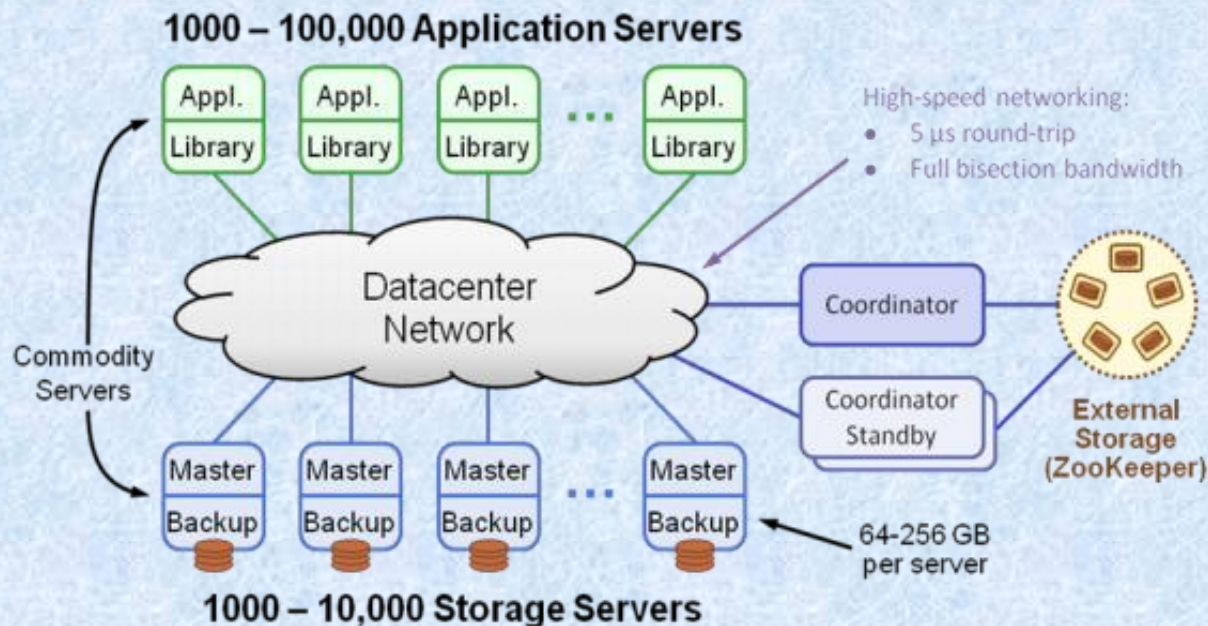 1000 – 100,000 Application Servers
Appl.
Library
Appl.
Library
Appl.
Library
...
Appl.
Library
High-speed networking:
● 5 μs round-trip
● Full bisection bandwidth
Datacenter
Network
Coordinator
Coordinator
Standby
External
Storage
(ZooKeeper)
Commodity
Servers
Master
Backup
Master
Backup
Master
Backup
...
Master
Backup
64-256 GB
per server
1000 – 10,000 Storage Servers